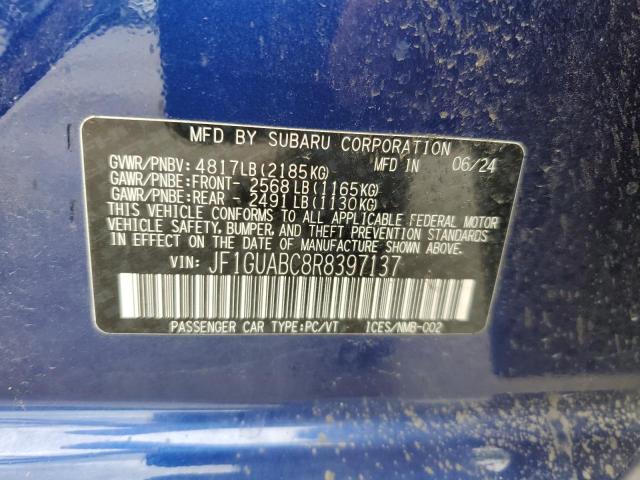 MFD BY SUBARU CORPORATION
GVWR/PNBV: 4817LB(2185KG) MFD IN 06/24
GAWR/PNBE:FRONT- 2568LB(1165KG)
GAWR/PNBE:REAR - 2491LB(1130KG)
THIS VEHICLE CONFORMS TO ALL APPLICABLE FEDERAL MOTOR
VEHICLE SAFETY, BUMPER, AND THEFT PREVENTION STANDARDS
IN EFFECT ON THE DATE OF MANUFACTURE SHOWN ABOVE.
VIN: JF1GUABC8R8397137
PASSENGER CAR TYPE:PC/VT ICES/NMB-002